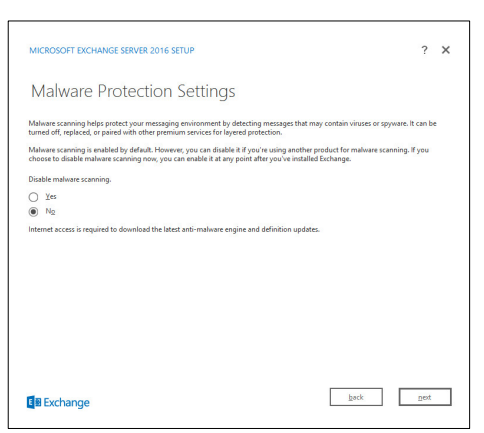 MICROSOFT EXCHANGE SERVER 2016 SETUP
? ✕
Malware Protection Settings
Malware scanning helps protect your messaging environment by detecting messages that may contain viruses or spyware. It can be
turned off, replaced, or paired with other premium services for layered protection.
Malware scanning is enabled by default. However, you can disable it if you're using another product for malware scanning. If you
choose to disable malware scanning now, you can enable it at any point after you've installed Exchange.
Disable malware scanning.
Yes
No
Internet access is required to download the latest anti-malware engine and definition updates.
Exchange
back
next